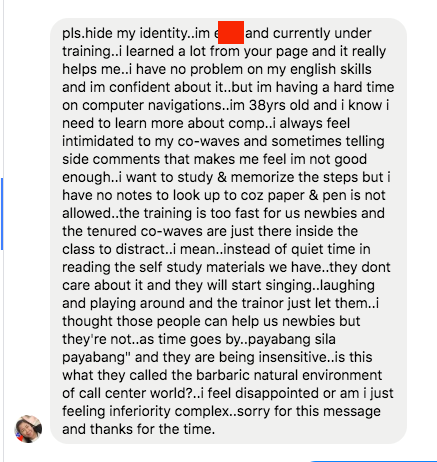 pls.hide my identity..im e and currently under
training..i learned a lot from your page and it really
helps me..i have no problem on my english skills
and im confident about it..but im having a hard time
on computer navigations..im 38yrs old and i know i
need to learn more about comp..i always feel
intimidated to my co-waves and sometimes telling
side comments that makes me feel im not good
enough..i want to study & memorize the steps but i
have no notes to look up to coz paper & pen is not
allowed..the training is too fast for us newbies and
the tenured co-waves are just there inside the
class to distract..i mean..instead of quiet time in
reading the self study materials we have..they dont
care about it and they will start singing..laughing
and playing around and the trainor just let them..i
thought those people can help us newbies but
they're not..as time goes by..payabang sila
payabang" and they are being insensitive..is this
what they called the barbaric natural environment
of call center world?..i feel disappointed or am i just
feeling inferiority complex..sorry for this message
and thanks for the time.